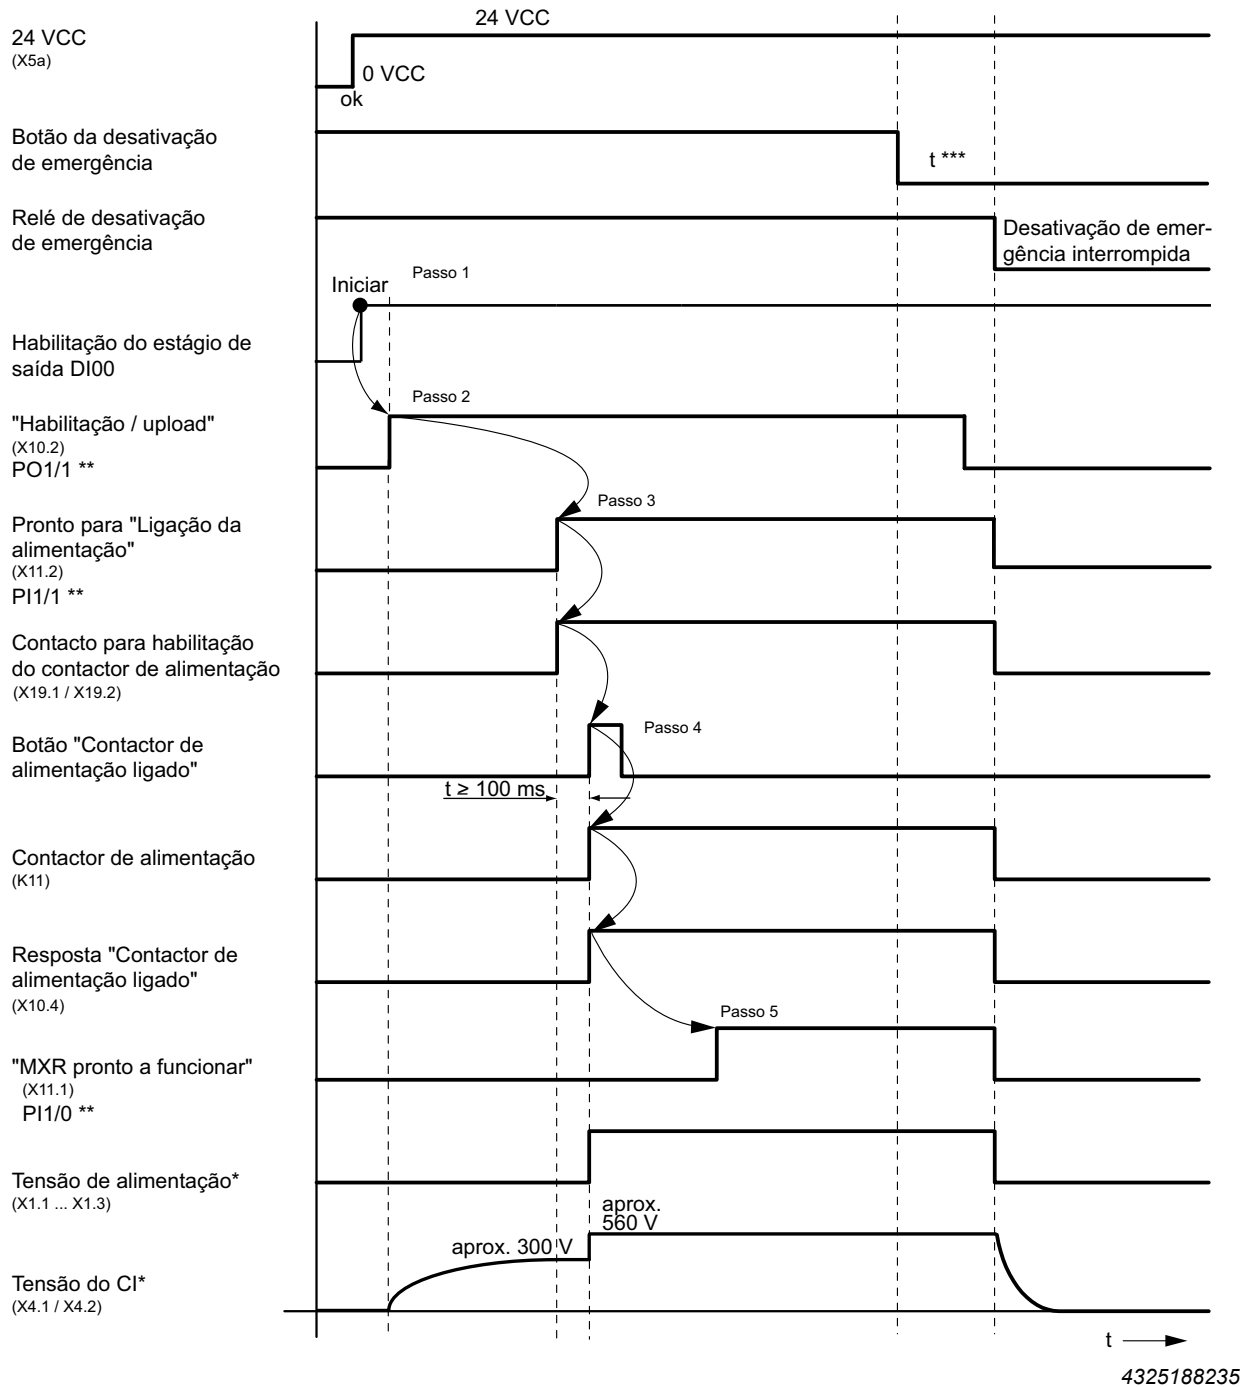 24 VCC
24 VCC
(X5a)
0 VCC
ok
Botão da desativação
de emergência
t ***
Relé de desativação
de emergência
Desativação de emer-
gência interrompida
Passo 1
Iniciar
Habilitação do estágio de
saída DI00
Passo 2
"Habilitação / upload"
(X10.2)
PO1/1 **
Passo 3
Pronto para "Ligação da
alimentação"
(X11.2)
PI1/1 **
Contacto para habilitação
do contactor de alimentação
(X19.1 / X19.2)
Passo 4
Botão "Contactor de
alimentação ligado"
t ≥ 100 ms
Contactor de alimentação
(K11)
Resposta "Contactor de
alimentação ligado"
(X10.4)
Passo 5
"MXR pronto a funcionar"
(X11.1)
PI1/0 **
Tensão de alimentação*
(X1.1 ... X1.3)
aprox.
560 V
aprox. 300 V
Tensão do CI*
(X4.1 / X4.2)
t
4325188235